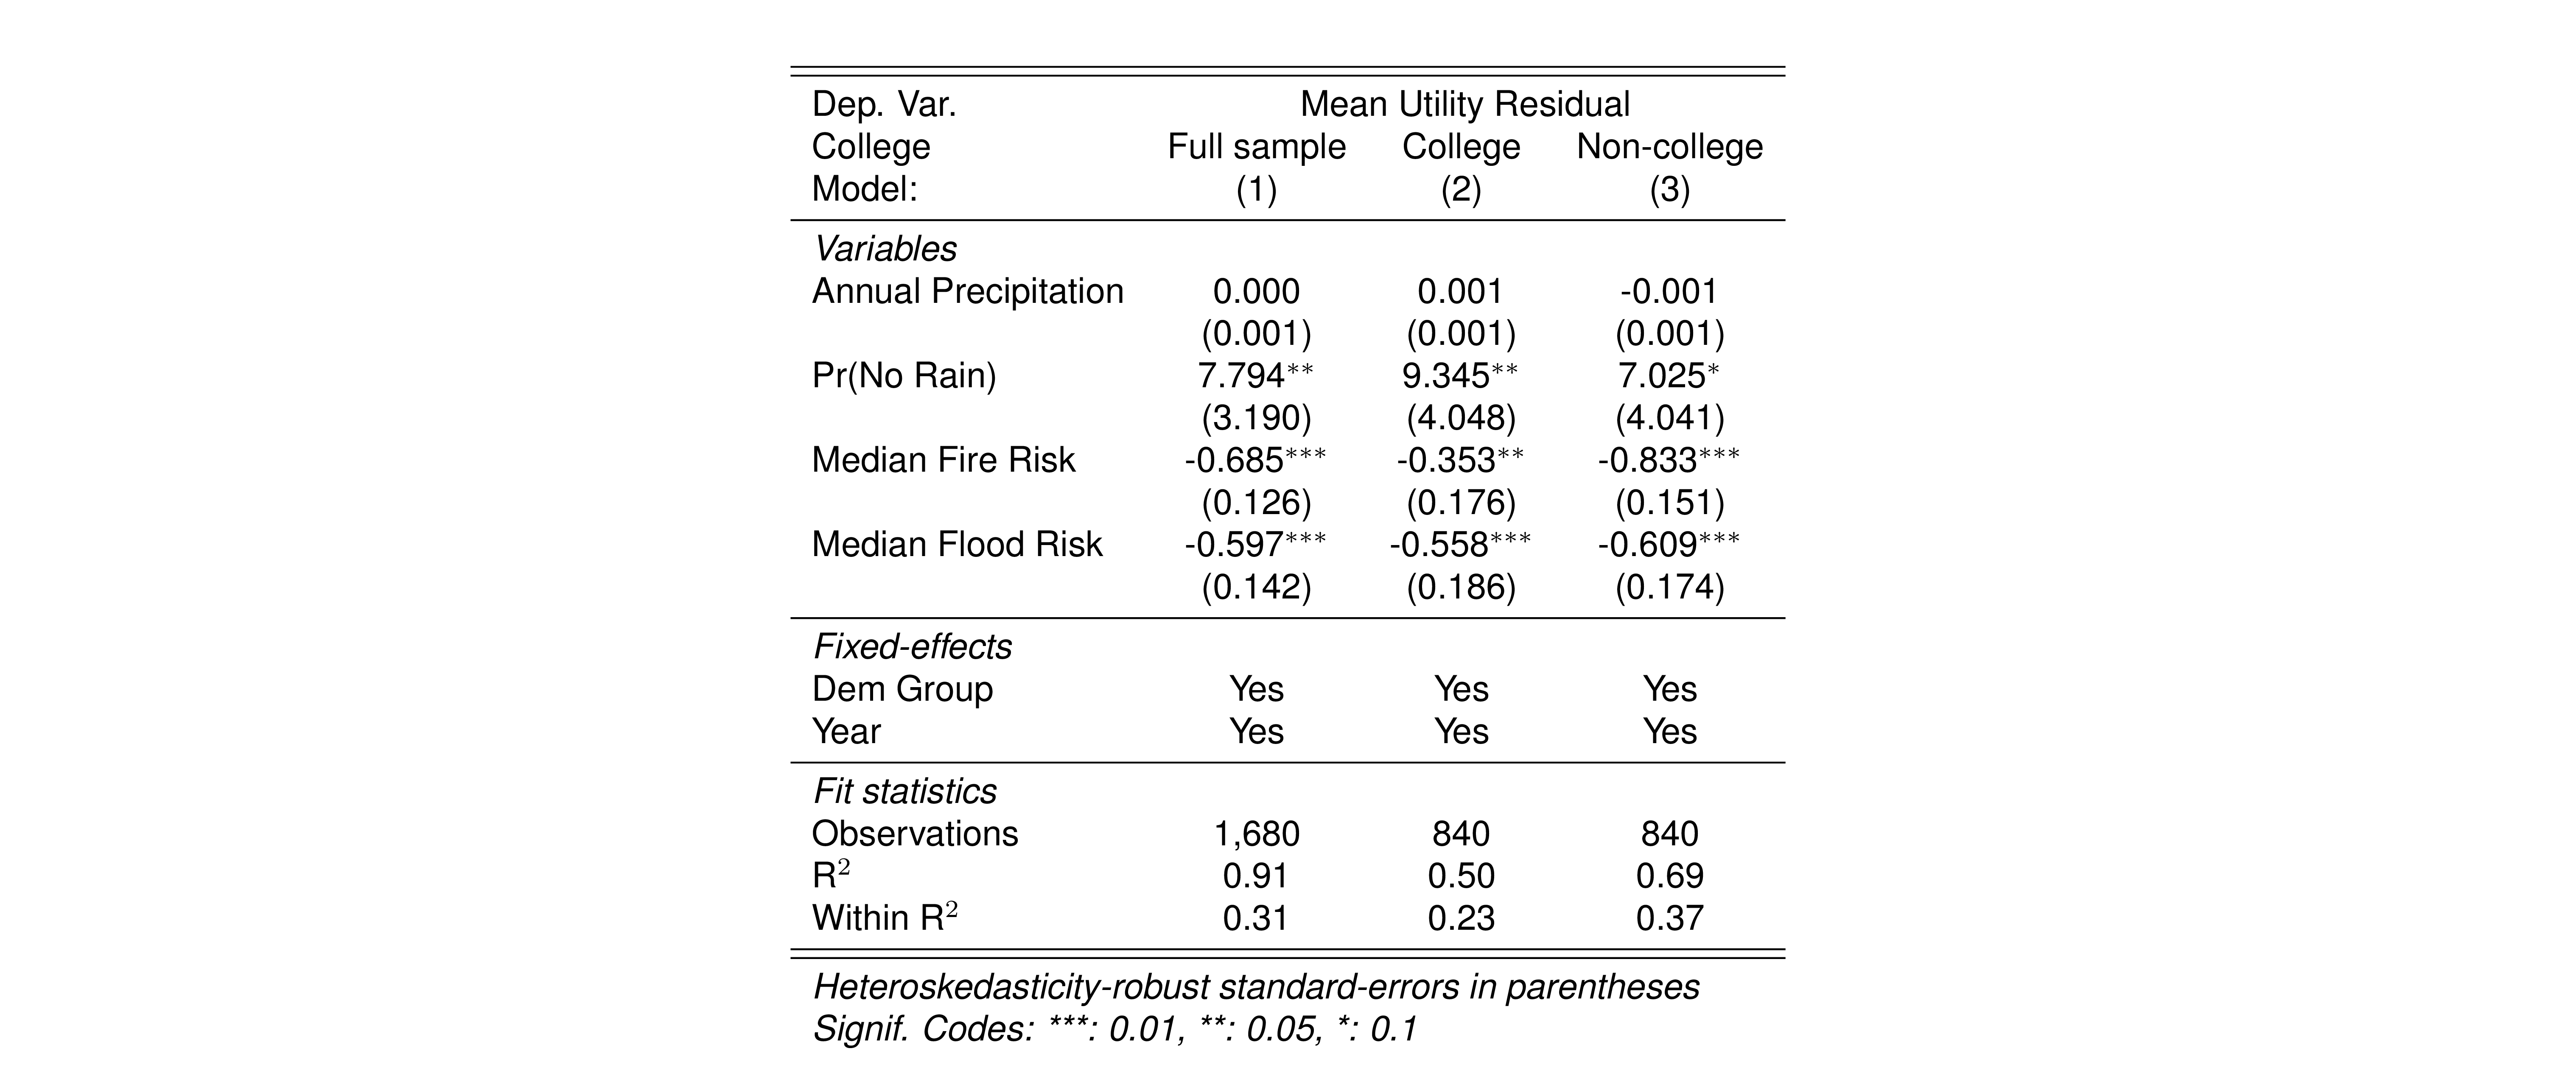 Dep. Var. Mean Utility Residual
College Full sample College Non-college
Model: (1) (2) (3)
Variables
Annual Precipitation 0.000 0.001 -0.001
(0.001) (0.001) (0.001)
Pr(No Rain) 7.794** 9.345** 7.025*
(3.190) (4.048) (4.041)
Median Fire Risk -0.685*** -0.353** -0.833***
(0.126) (0.176) (0.151)
Median Flood Risk -0.597*** -0.558*** -0.609***
(0.142) (0.186) (0.174)
Fixed-effects
Dem Group Yes Yes Yes
Year Yes Yes Yes
Fit statistics
Observations 1,680 840 840
R² 0.91 0.50 0.69
Within R² 0.31 0.23 0.37
Heteroskedasticity-robust standard-errors in parentheses
Signif. Codes: ***: 0.01, **: 0.05, *: 0.1